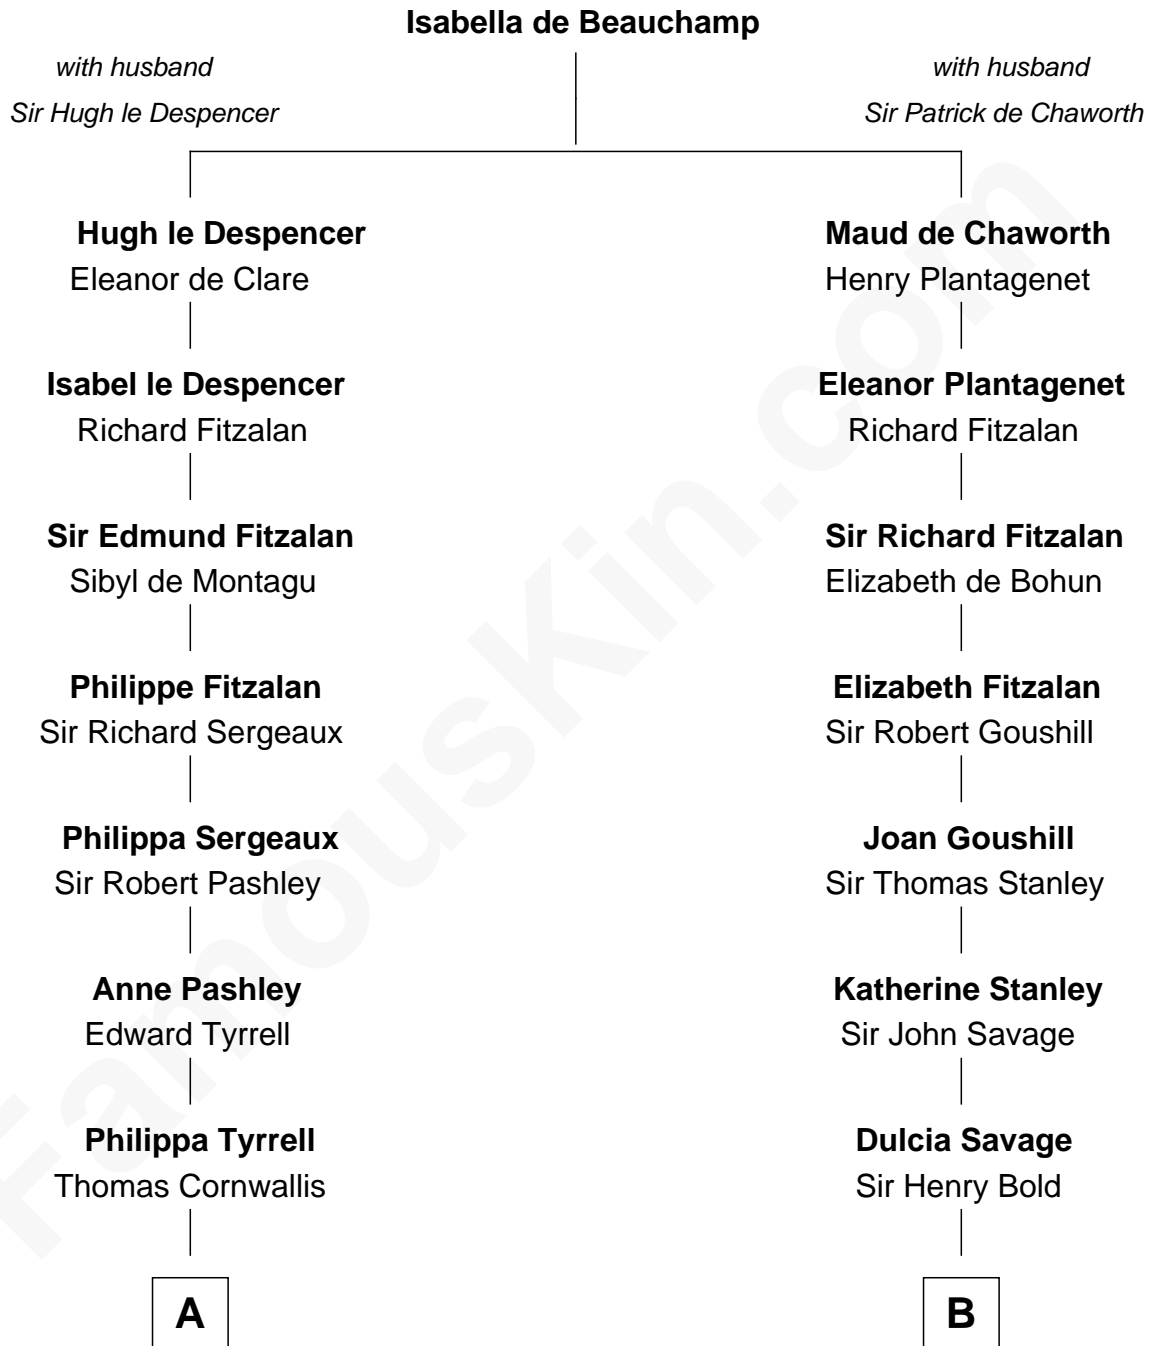 Isabella de Beauchamp
with husband
Sir Hugh le Despencer
with husband
Sir Patrick de Chaworth
Hugh le Despencer
Eleanor de Clare
Maud de Chaworth
Henry Plantagenet
Isabel le Despencer
Richard Fitzalan
Eleanor Plantagenet
Richard Fitzalan
Sir Edmund Fitzalan
Sibyl de Montagu
Sir Richard Fitzalan
Elizabeth de Bohun
Philippe Fitzalan
Sir Richard Sergeaux
Elizabeth Fitzalan
Sir Robert Goushill
Philippa Sergeaux
Sir Robert Pashley
Joan Goushill
Sir Thomas Stanley
Anne Pashley
Edward Tyrrell
Katherine Stanley
Sir John Savage
Philippa Tyrrell
Thomas Cornwallis
Dulcia Savage
Sir Henry Bold
A
B
FamousKin.com